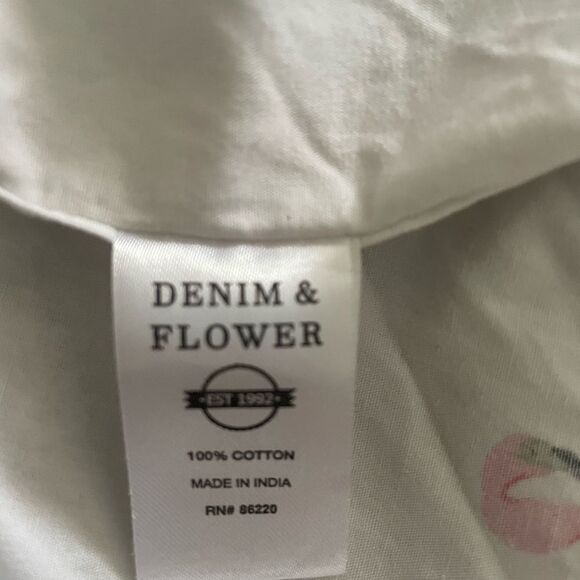 DENIM &
FLOWER
EST 1992
100% COTTON
MADE IN INDIA
RN# 86220